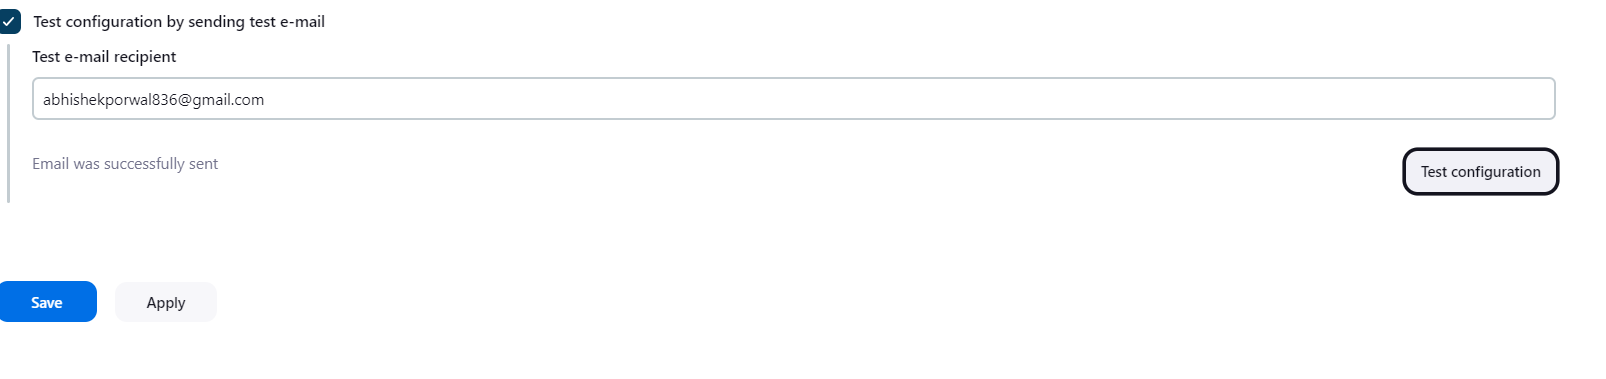 Test configuration by sending test e-mail
Test e-mail recipient
abhishekporwal836@gmail.com
Email was successfully sent
Test configuration
Save
Apply